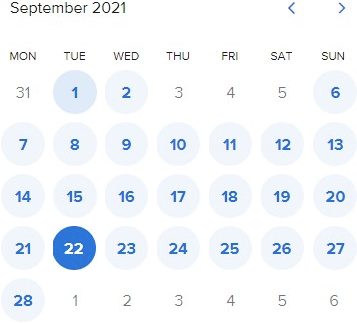 September 2021
MON TUE WED THU FRI SAT SUN
31 1 2 3 4 5 6
7 8 9 10 11 12 13
14 15 16 17 18 19 20
21 22 23 24 25 26 27
28 1 2 3 4 5 6